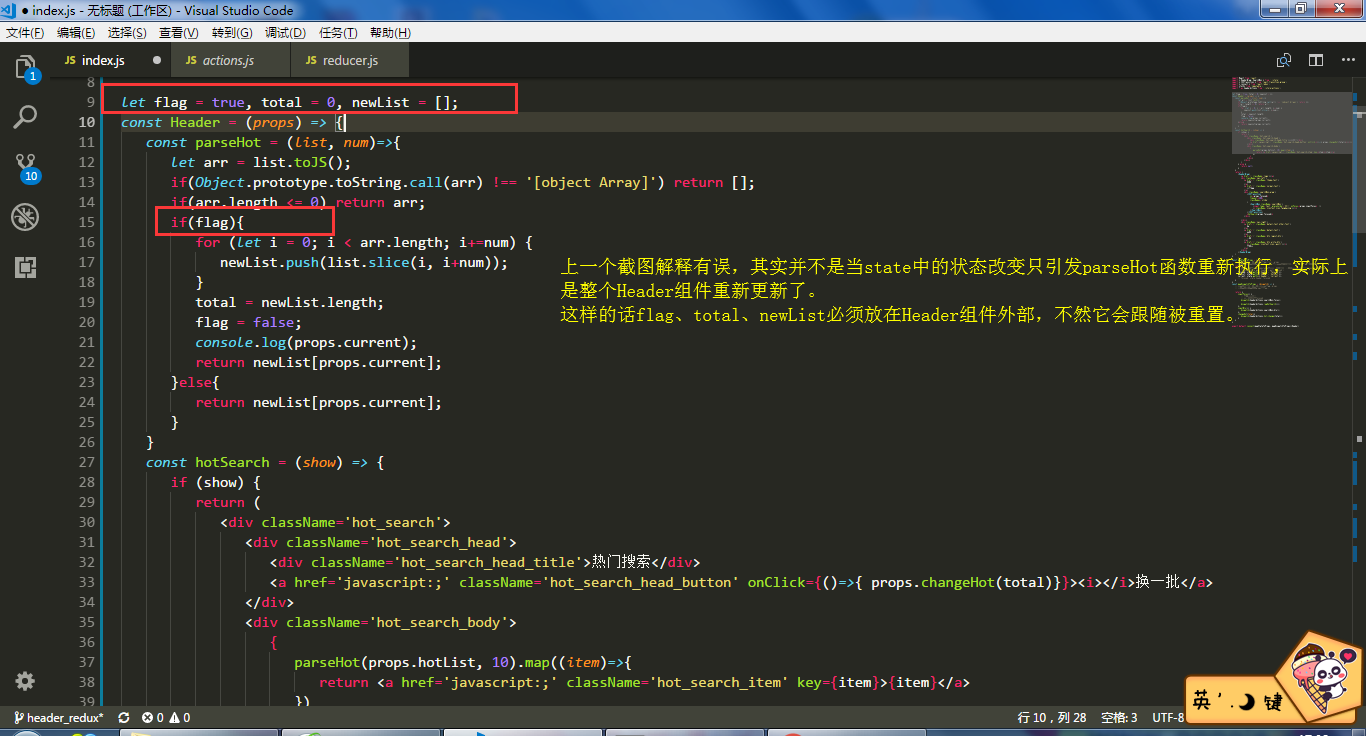 ● index.js - 无标题 (工作区) - Visual Studio Code
文件(F) 编辑(E) 选择(S) 查看(V) 转到(G) 调试(D) 任务(T) 帮助(H)
JS index.js ● JS actions.js JS reducer.js
1
10
8
9 let flag = true, total = 0, newList = [];
10 const Header = (props) => {
11 const parseHot = (list, num)=>{
12 let arr = list.toJS();
13 if(Object.prototype.toString.call(arr) !== '[object Array]') return [];
14 if(arr.length <= 0) return arr;
15 if(flag){
16 for (let i = 0; i < arr.length; i+=num) {
17 newList.push(list.slice(i, i+num));
18 }
19 total = newList.length;
20 flag = false;
21 console.log(props.current);
22 return newList[props.current];
23 }else{
24 return newList[props.current];
25 }
26 }
27 const hotSearch = (show) => {
28 if (show) {
29 return (
30 <div className='hot_search'>
31 <div className='hot_search_head'>
32 <div className='hot_search_head_title'>热门搜索</div>
33 <a href='javascript:;' className='hot_search_head_button' onClick={()=>{ props.changeHot(total)}}><i></i>换一批</a>
34 </div>
35 <div className='hot_search_body'>
36 {
37 parseHot(props.hotList, 10).map((item)=>{
38 return <a href='javascript:;' className='hot_search_item' key={item}>{item}</a>
39 })
上一个截图解释有误，其实并不是当state中的状态改变只引发parseHot函数重新执行，实际上
是整个Header组件重新更新了。
这样的话flag、total、newList必须放在Header组件外部，不然它会跟随被重置。
header_redux* 0 0 行 10，列 28 空格: 3 UTF-8
英 ' . 键